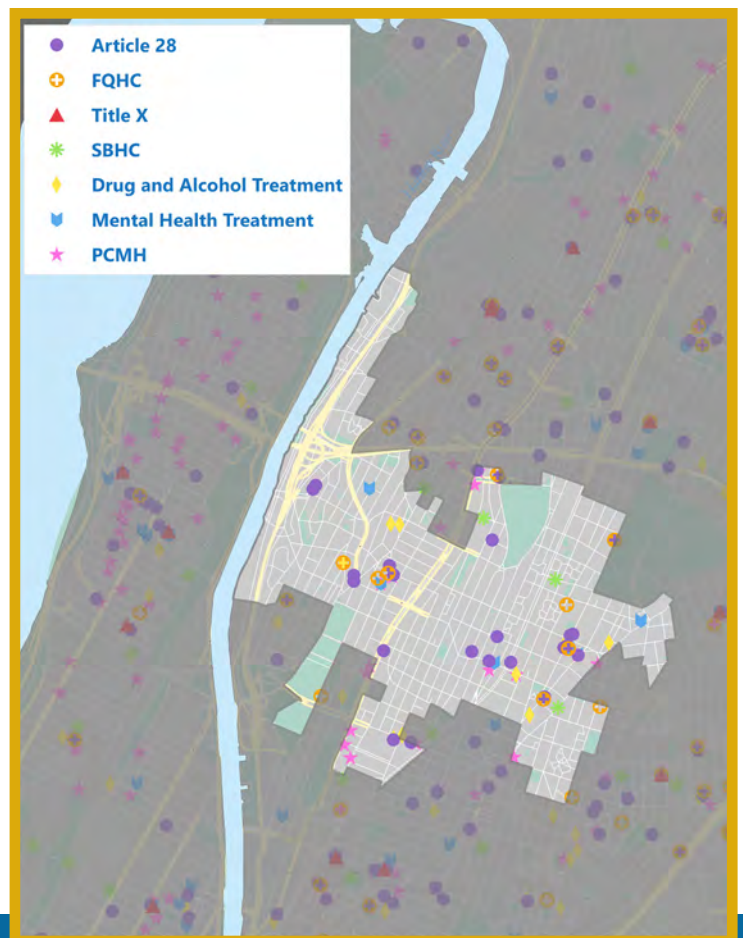 Article 28
FQHC
Title X
SBHC
Drug and Alcohol Treatment
Mental Health Treatment
PCMH